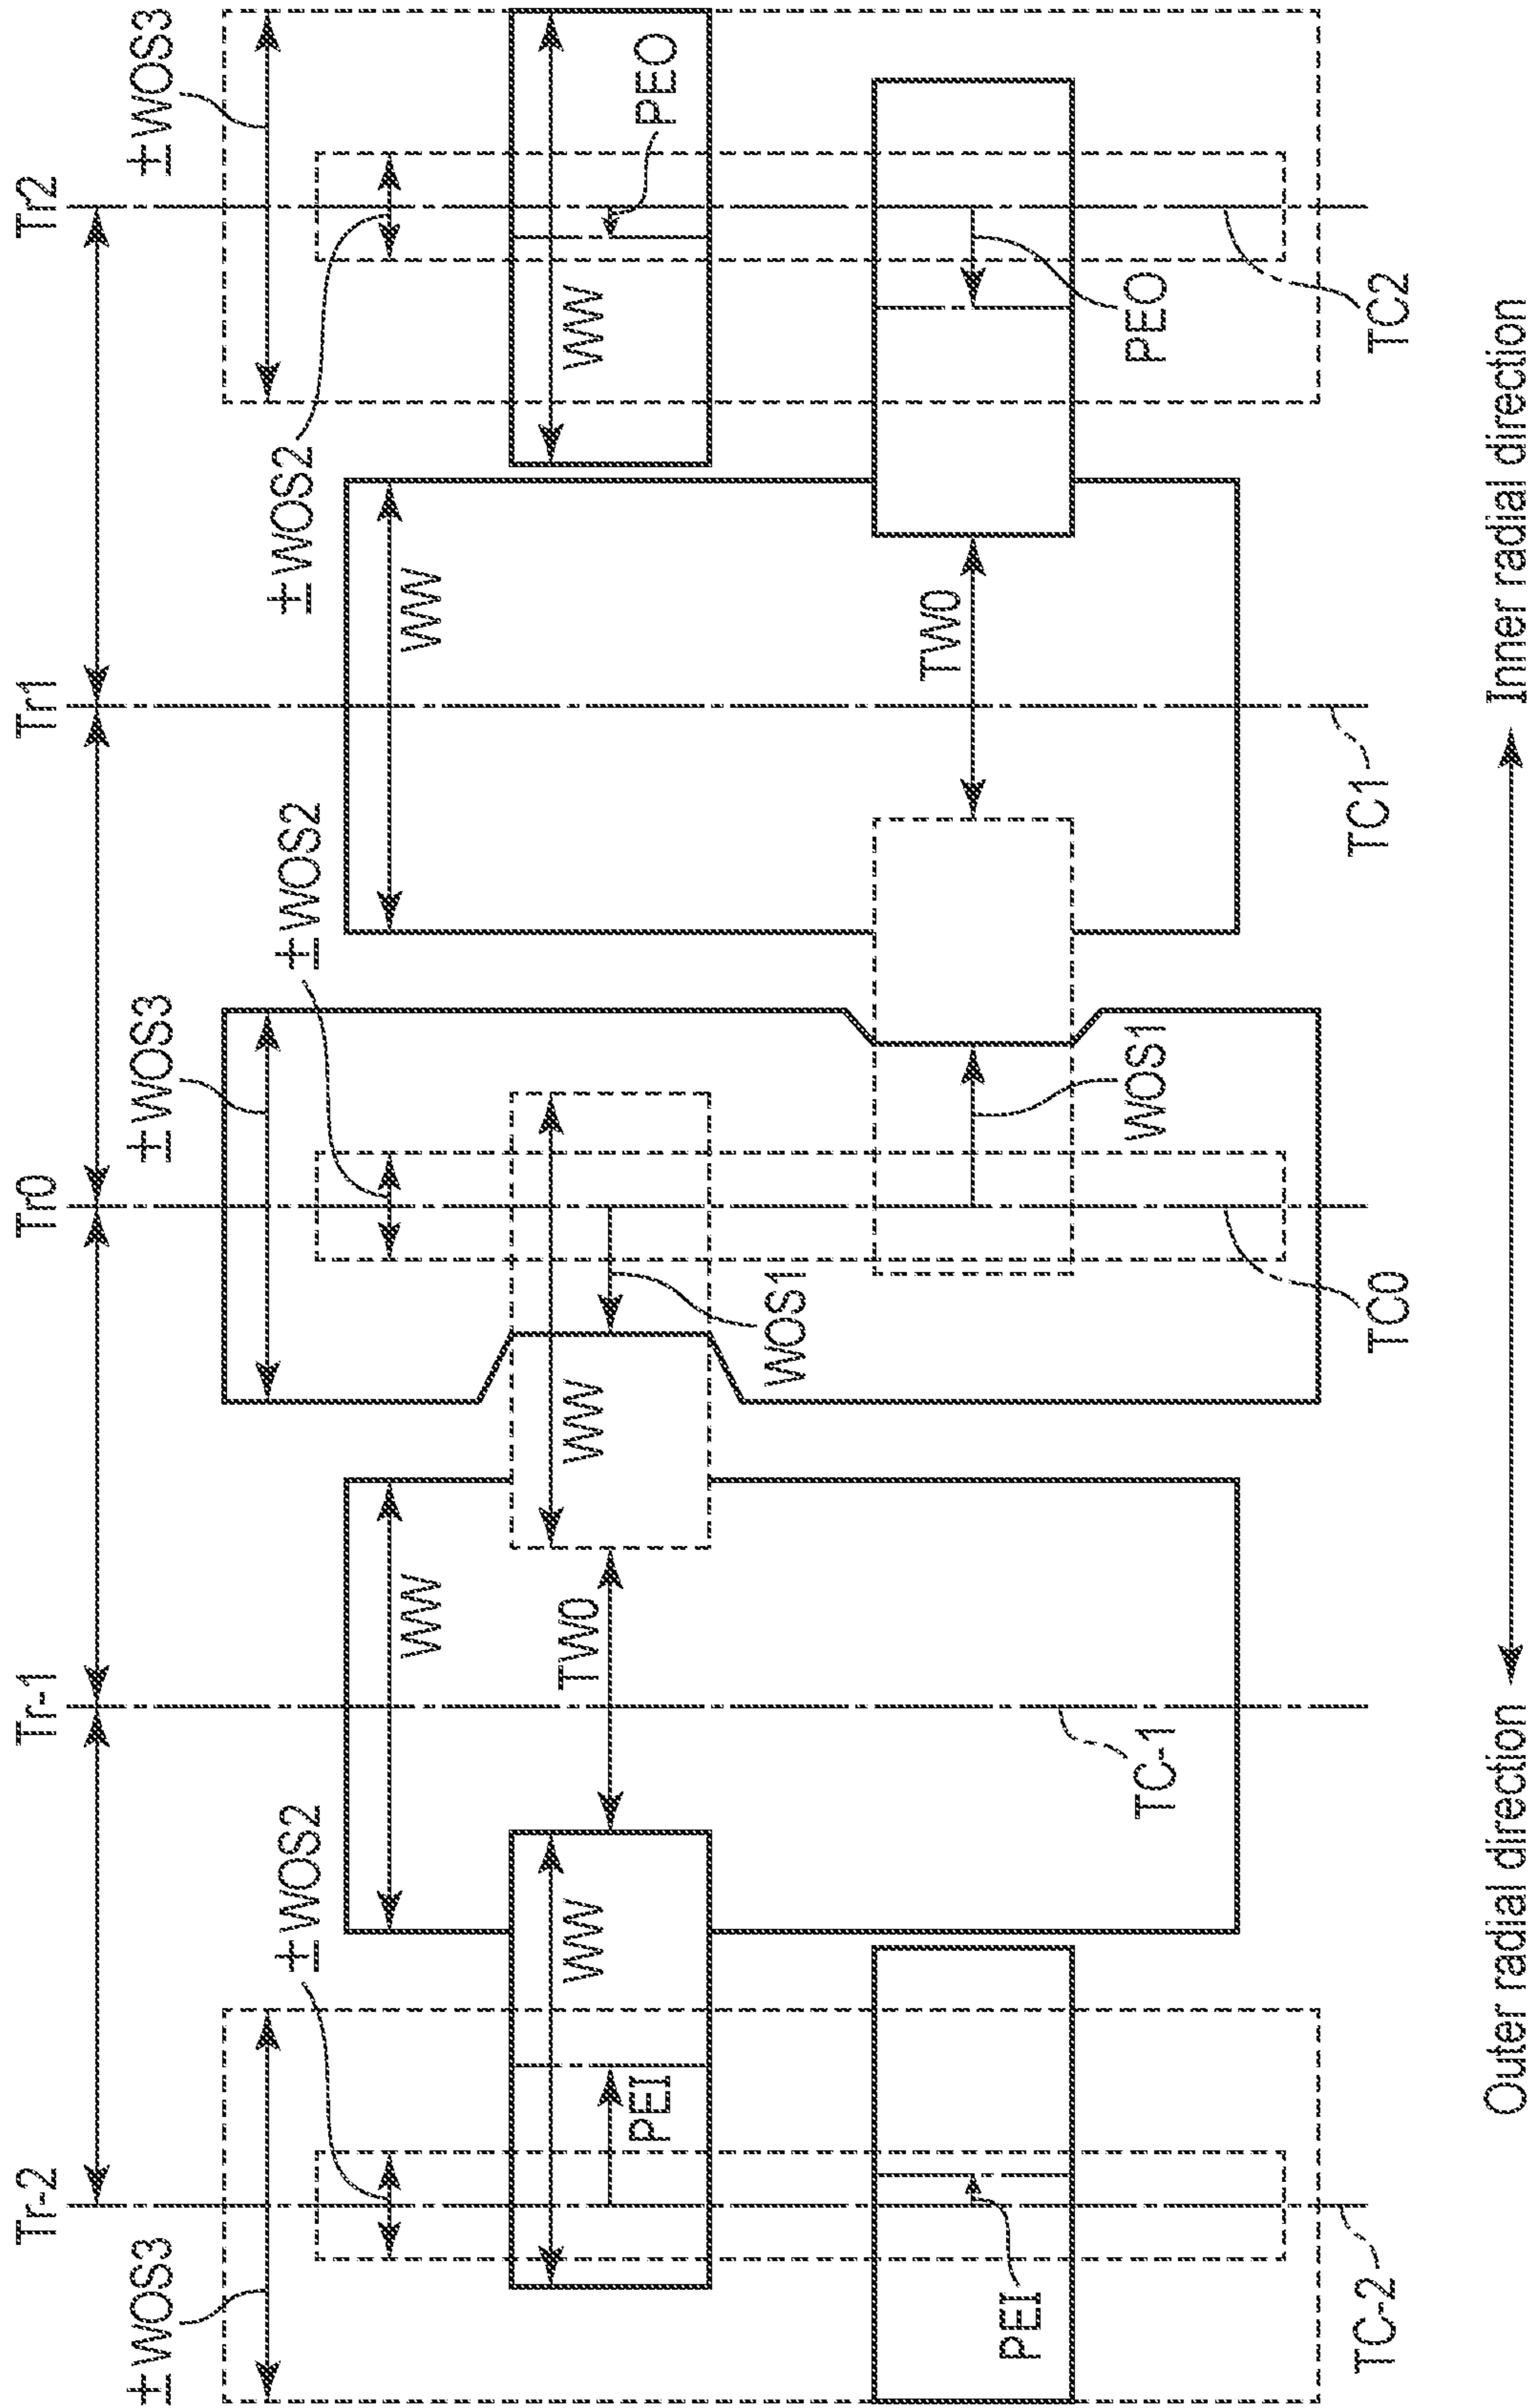 Tr-2
Tr-1
Tr0
Tr1
Tr2
±WOS3
±WOS3
±WOS3
±WOS2
±WOS2
±WOS2
WW
WW
WW
WW
WW
PEI
TW0
WOS1
PEO
PEI
WOS1
TW0
PEO
TC-2
TC-1
TC0
TC1
TC2
Outer radial direction
Inner radial direction